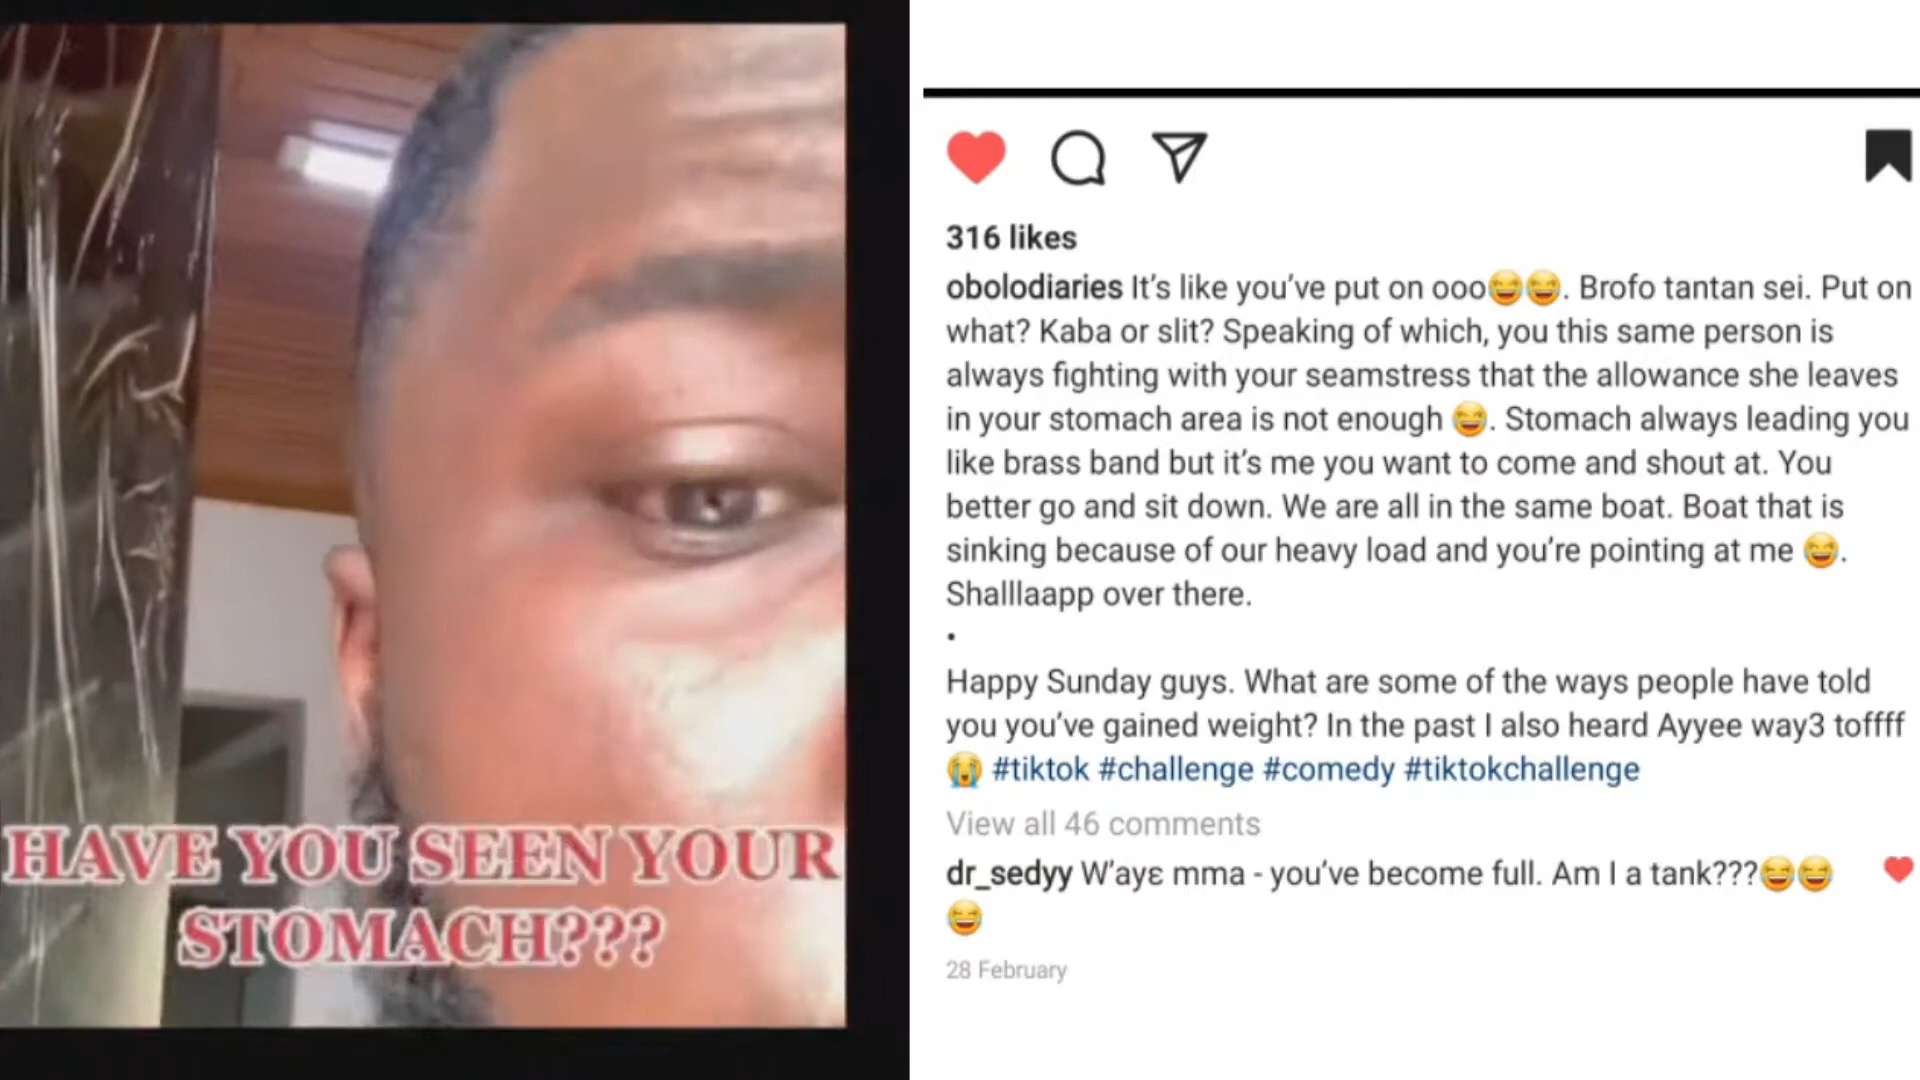 HAVE YOU SEEN YOUR
STOMACH???
316 likes
obolodiaries It's like you've put on ooo😂😂. Brofo tantan sei. Put on
what? Kaba or slit? Speaking of which, you this same person is
always fighting with your seamstress that the allowance she leaves
in your stomach area is not enough 😂. Stomach always leading you
like brass band but it's me you want to come and shout at. You
better go and sit down. We are all in the same boat. Boat that is
sinking because of our heavy load and you're pointing at me 😂.
Shalllaapp over there.
•
Happy Sunday guys. What are some of the ways people have told
you you've gained weight? In the past I also heard Ayyee way3 toffff
😭 #tiktok #challenge #comedy #tiktokchallenge
View all 46 comments
dr_sedyy W'ayɛ mma - you've become full. Am I a tank???😂😂
😂
28 February